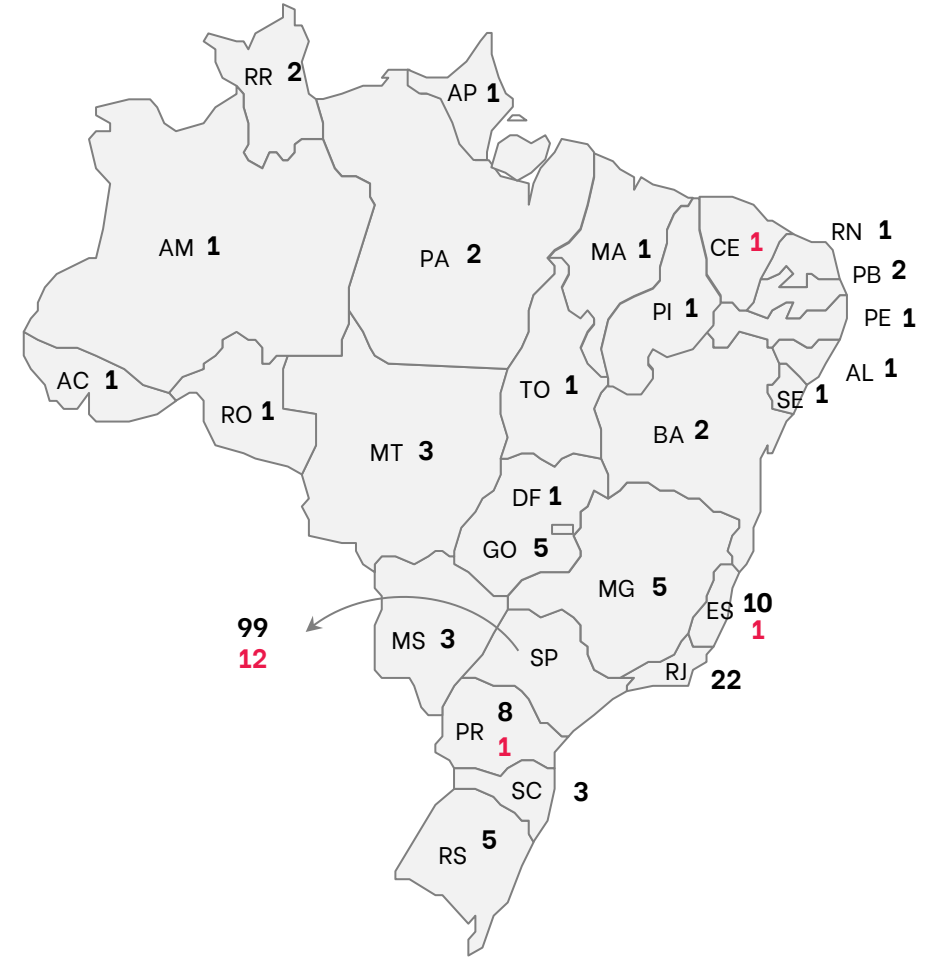 RR 2
AP 1
AM 1
PA 2
MA 1
CE 1
RN 1
PB 2
PI 1
PE 1
AC 1
RO 1
TO 1
AL 1
SE 1
MT 3
BA 2
DF 1
GO 5
MG 5
ES 10
1
99
12
MS 3
SP
RJ 22
PR 8
1
SC 3
RS 5